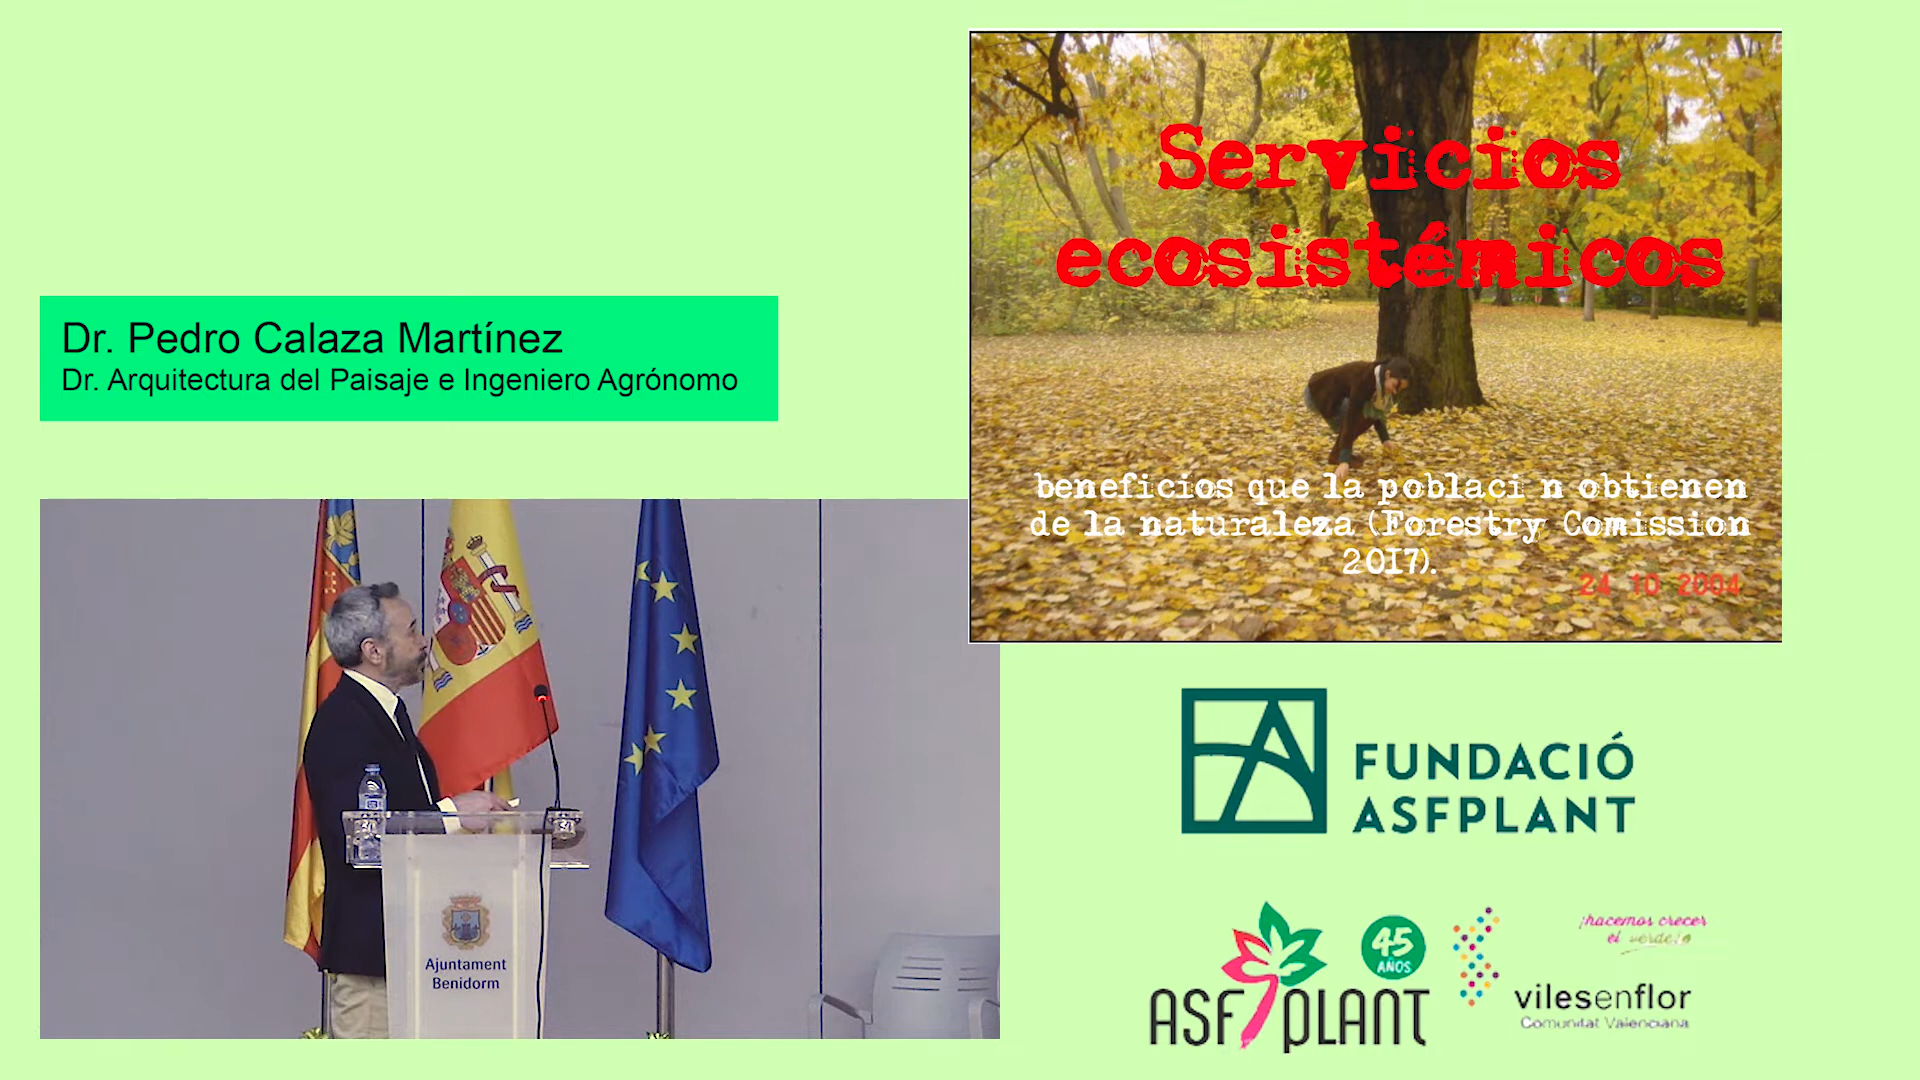 Dr. Pedro Calaza Martínez
Dr. Arquitectura del Paisaje e Ingeniero Agrónomo
Servicios
ecosistémicos
beneficios que la poblaci n obtienen
de la naturaleza (Forestry Comission
2017).
24 10 2004
Ajuntament
Benidorm
FUNDACIÓ
ASFPLANT
ASFPLANT
45
AÑOS
¡hacemos crecer
el verde!
vilesenflor
Comunitat Valenciana